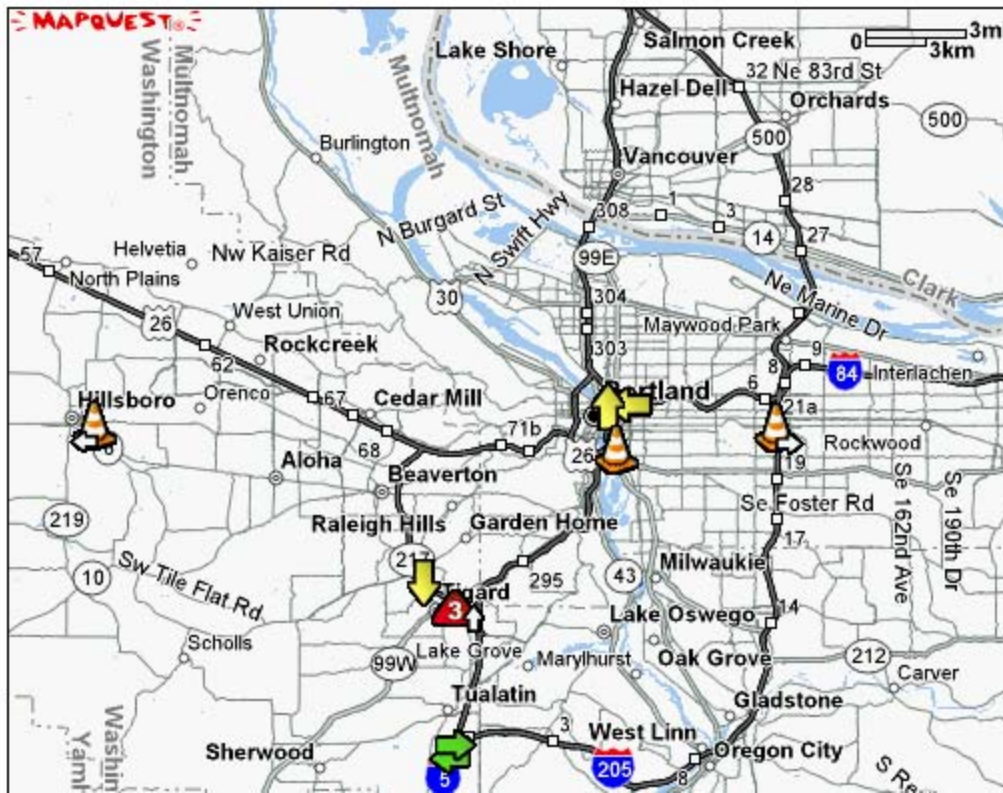 MAPQUEST®
3m
0
3km
Salmon Creek
Lake Shore
32 Ne 83rd St
Hazel Dell
Orchards
500
500
Multnomah
Washington
Multnomah
Burlington
Vancouver
28
N Burgard St
308
1
3
N Swift Hwy
14
27
57
Helvetia
Nw Kaiser Rd
99E
Clark
North Plains
30
304
Ne Marine Dr
26
West Union
Maywood Park
303
Rockcreek
62
9
8
84
Interlachen
Orenco
67
Portland
6
21a
Hillsboro
Cedar Mill
71b
Rockwood
68
26
19
Aloha
Beaverton
Se 162nd Ave
Se 190th Dr
Se Foster Rd
219
Raleigh Hills
Garden Home
17
217
295
43
Milwaukie
10
Sw Tile Flat Rd
Tigard
3
14
Lake Oswego
Scholls
Lake Grove
Marylhurst
Oak Grove
212
99W
Carver
Tualatin
Gladstone
3
West Linn
Sherwood
Oregon City
5
205
8